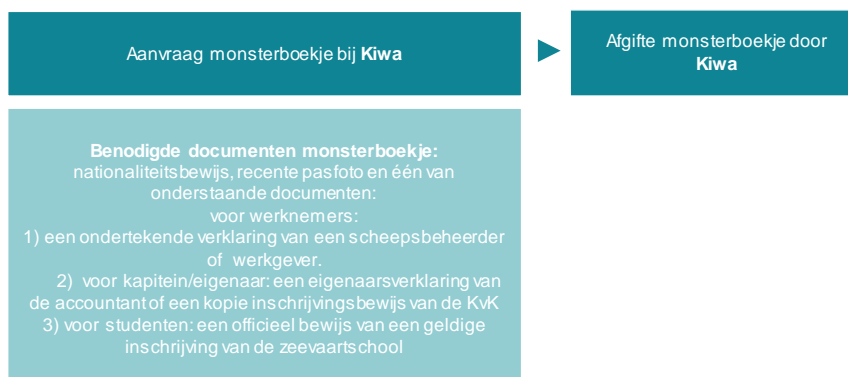 Aanvraag monsterboekje bij Kiwa
Afgifte monsterboekje door
Kiwa
Benodigde documenten monsterboekje:
nationaliteitsbewijs, recente pasfoto en één van
onderstaande documenten:
voor werknemers:
1) een ondertekende verklaring van een scheepsbeheerder
of werkgever.
2) voor kapitein/eigenaar: een eigenaarsverklaring van
de accountant of een kopie inschrijvingsbewijs van de KvK
3) voor studenten: een officieel bewijs van een geldige
inschrijving van de zeevaartschool